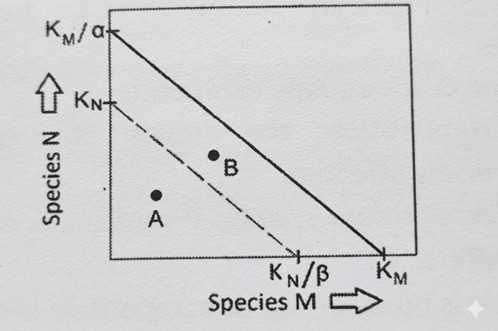 K_M/α
K_N
Species N
B
A
K_N/β
K_M
Species M